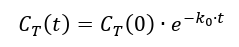 C_T(t) = C_T(0) · e^{-k_0·t}